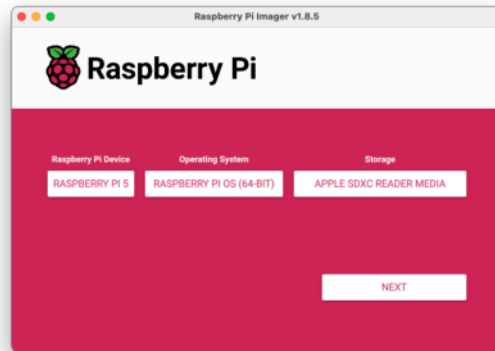 Raspberry Pi Imager v1.8.5
Raspberry Pi
Raspberry Pi Device Operating System Storage
RASPBERRY PI 5 RASPBERRY PI OS (64-BIT) APPLE SDXC READER MEDIA
NEXT